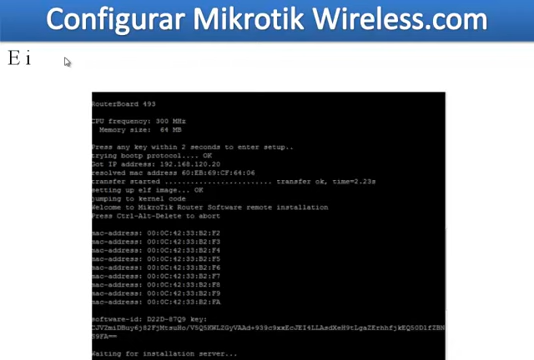 Configurar Mikrotik Wireless.com
E i
RouterBoard 493
CPU frequency: 300 MHz
Memory size: 64 MB
Press any key within 2 seconds to enter setup..
trying bootp protocol.... OK
Got IP address: 192.168.120.20
resolved mac address 60:EB:69:CF:64:06
transfer started ........................... transfer ok, time=2.23s
setting up elf image... OK
jumping to kernel code
Welcome to MikroTik Router Software remote installation
Press Ctrl-Alt-Delete to abort
mac-address: 00:0C:42:33:B2:F2
mac-address: 00:0C:42:33:B2:F3
mac-address: 00:0C:42:33:B2:F4
mac-address: 00:0C:42:33:B2:F5
mac-address: 00:0C:42:33:B2:F6
mac-address: 00:0C:42:33:B2:F7
mac-address: 00:0C:42:33:B2:F8
mac-address: 00:0C:42:33:B2:F9
mac-address: 00:0C:42:33:B2:FA
software-id: D22D-87Q9 key:
Waiting for installation server...